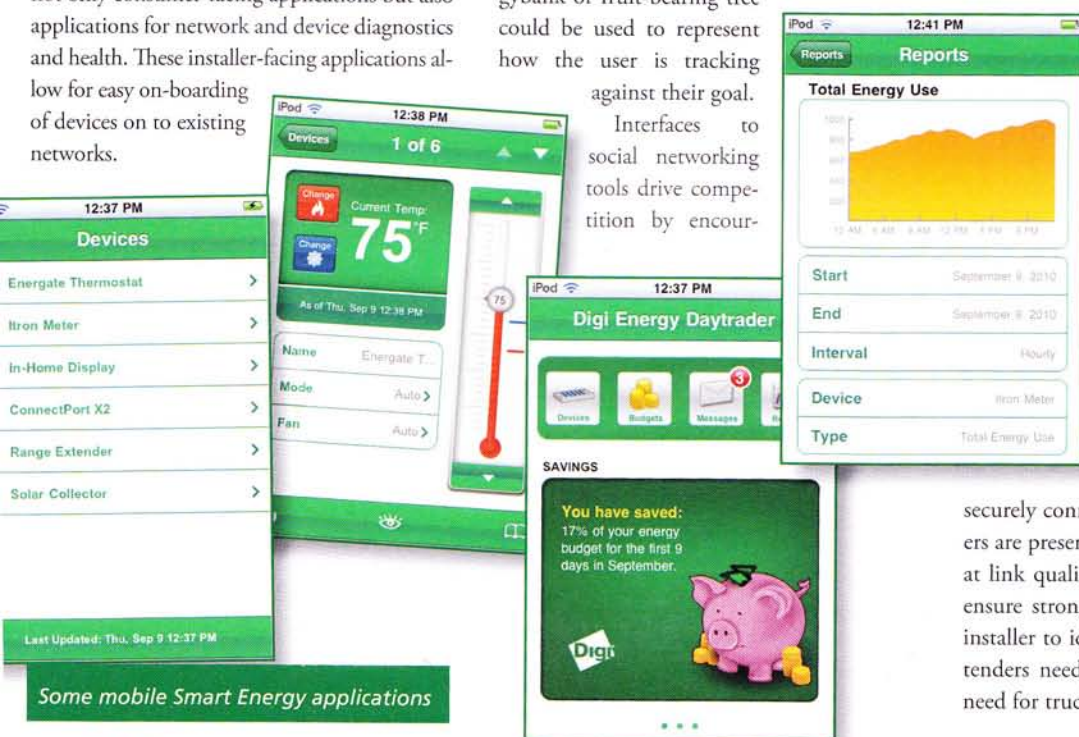 applications for network and device diagnostics
and health. These installer-facing applications al-
low for easy on-boarding
of devices on to existing
networks.
could be used to represent
how the user is tracking
against their goal.
Interfaces to
social networking
tools drive compe-
tition by encour-
12:37 PM
Devices
Energate Thermostat
Itron Meter
In-Home Display
ConnectPort X2
Range Extender
Solar Collector
Last Updated: Thu, Sep 9 12:37 PM
iPod
12:38 PM
Devices
1 of 6
Change
Change
Current Temp:
75°F
As of Thu, Sep 9 12:38 PM
75
Name Energate T...
Mode Auto
Fan Auto
iPod
12:37 PM
Digi Energy Daytrader
Devices
Budgets
Messages
3
SAVINGS
You have saved:
17% of your energy
budget for the first 9
days in September.
Digi
iPod
12:41 PM
Reports
Reports
Total Energy Use
Start September 9, 2010
End September 9, 2010
Interval Hourly
Device Itron Meter
Type Total Energy Use
Some mobile Smart Energy applications
securely con
ers are presen
at link quali
ensure stron
installer to i
tenders need
need for truc